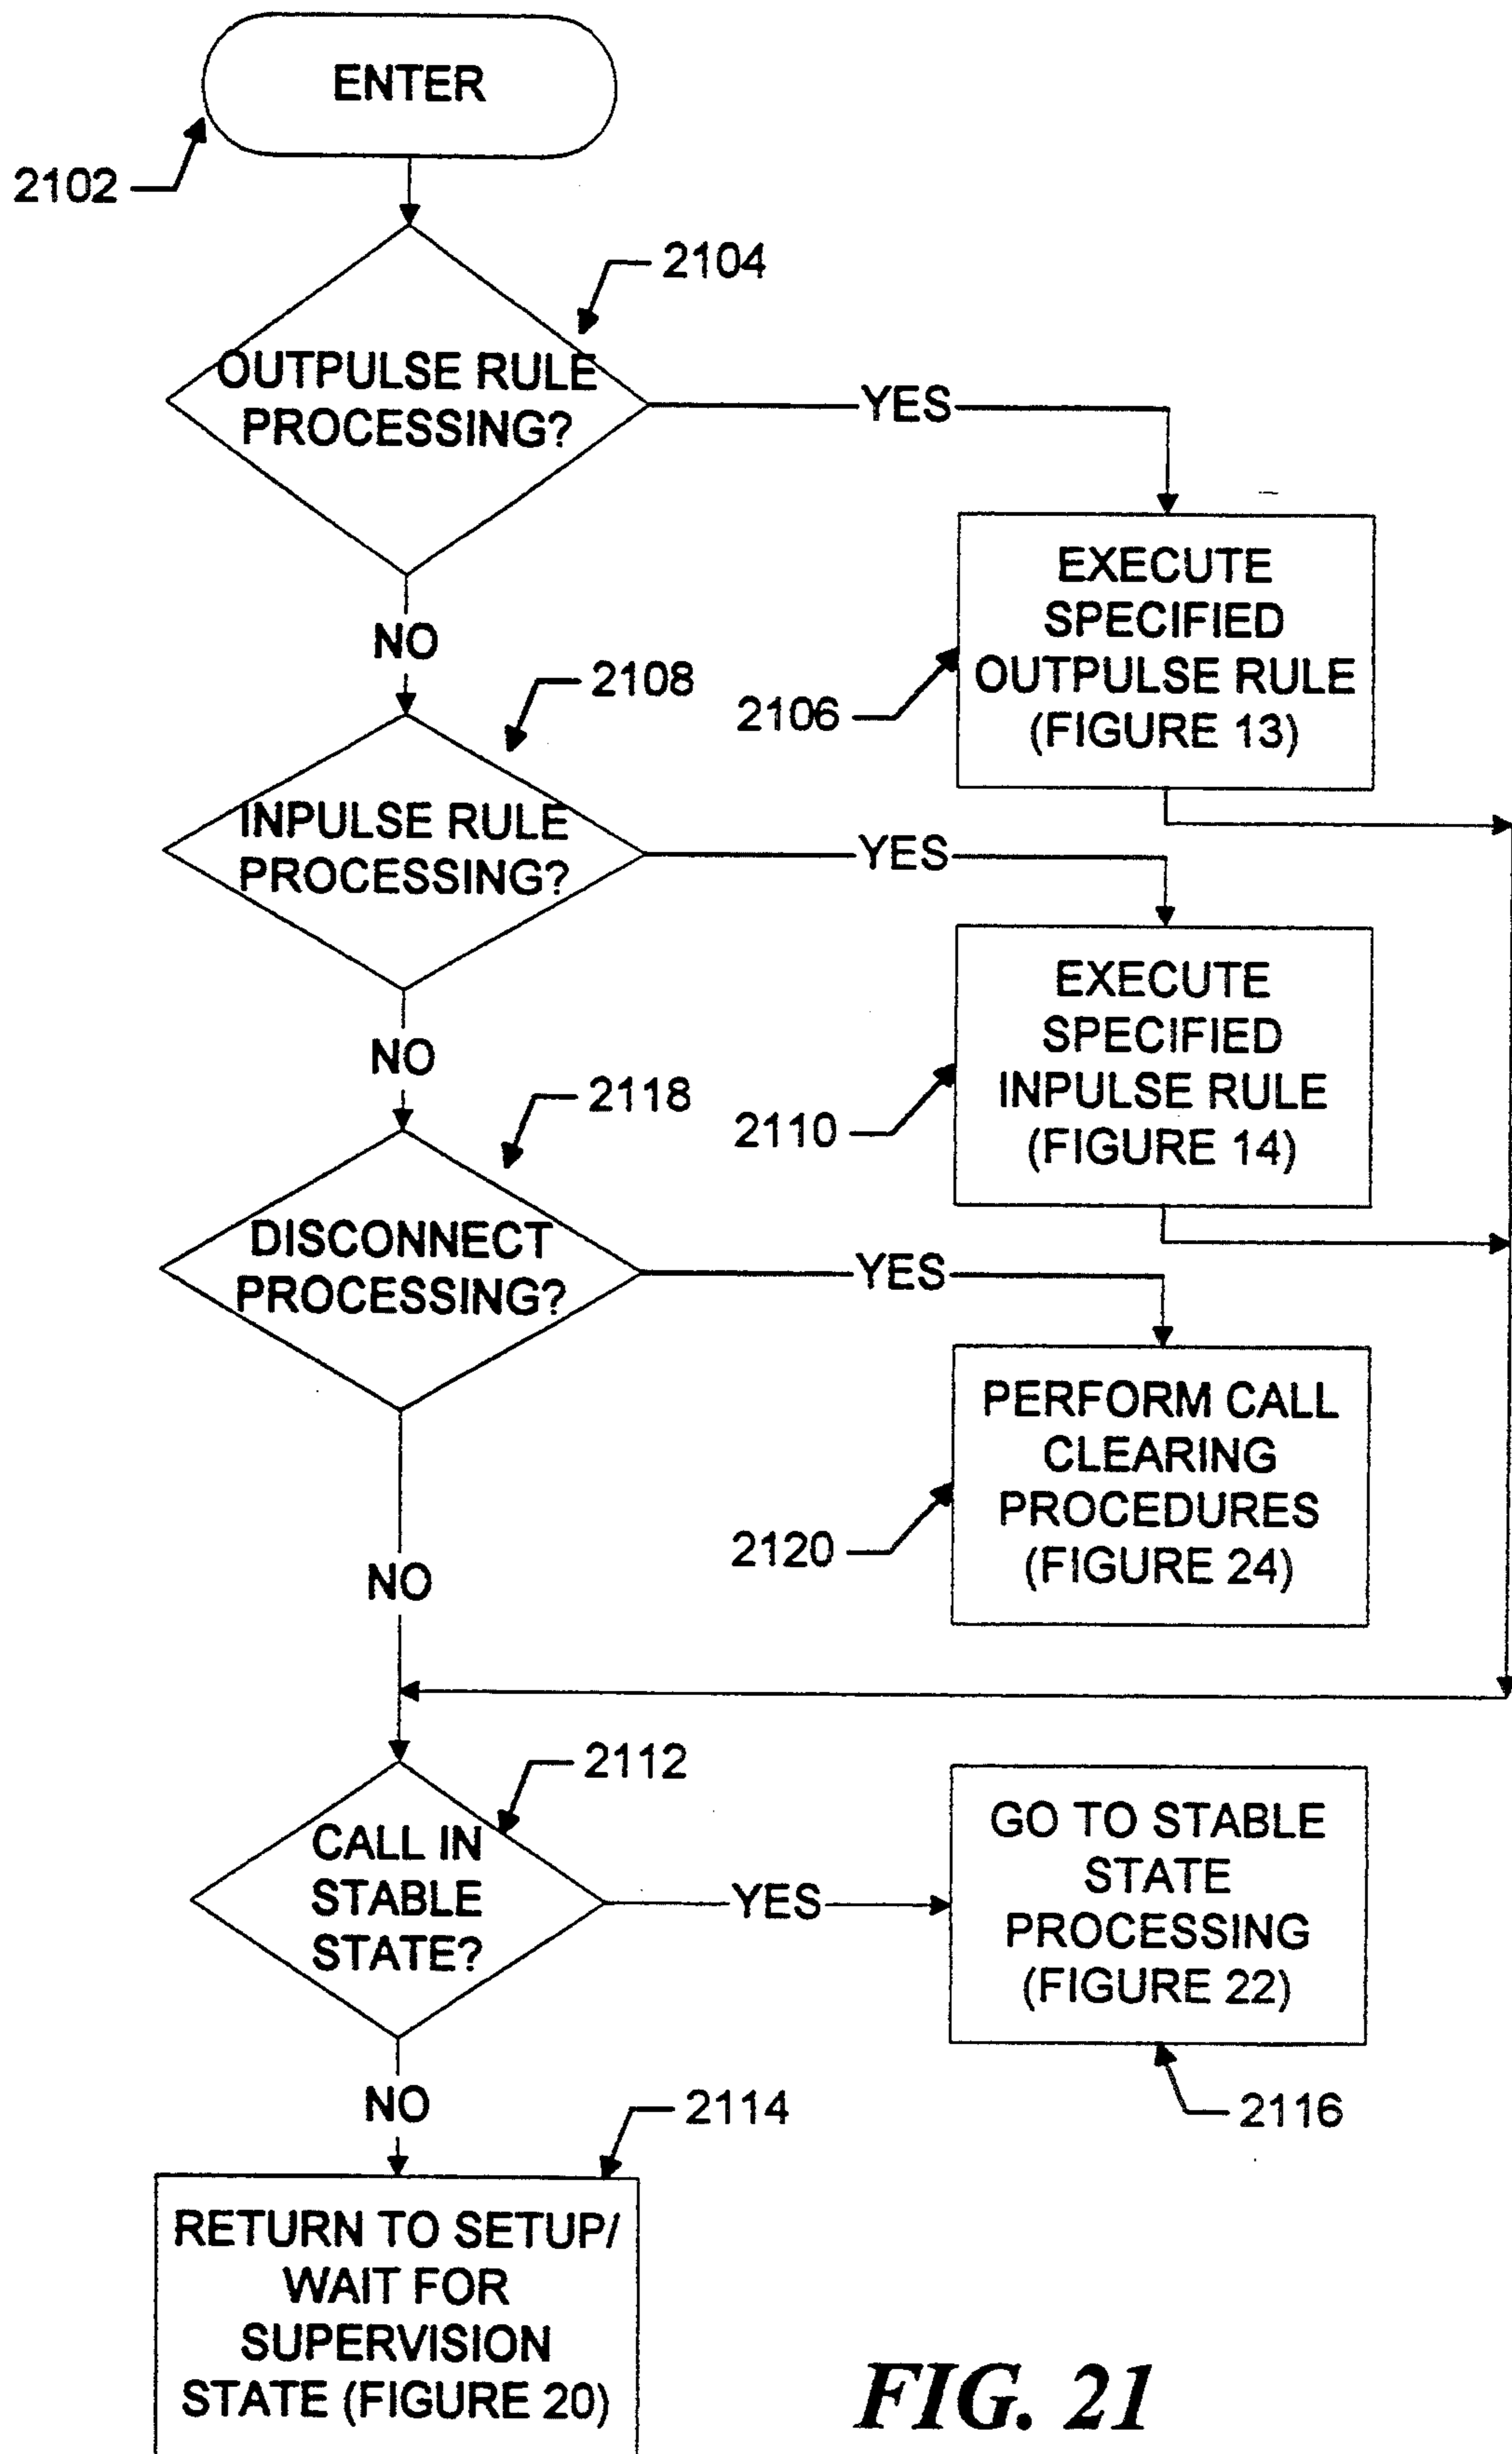 ENTER
2102
2104
OUTPULSE RULE
PROCESSING?
YES
EXECUTE
SPECIFIED
OUTPULSE RULE
(FIGURE 13)
2106
NO
2108
INPULSE RULE
PROCESSING?
YES
EXECUTE
SPECIFIED
INPULSE RULE
(FIGURE 14)
2110
NO
2118
DISCONNECT
PROCESSING?
YES
PERFORM CALL
CLEARING
PROCEDURES
(FIGURE 24)
2120
NO
2112
CALL IN
STABLE
STATE?
YES
GO TO STABLE
STATE
PROCESSING
(FIGURE 22)
2116
NO
2114
RETURN TO SETUP/
WAIT FOR
SUPERVISION
STATE (FIGURE 20)
FIG. 21